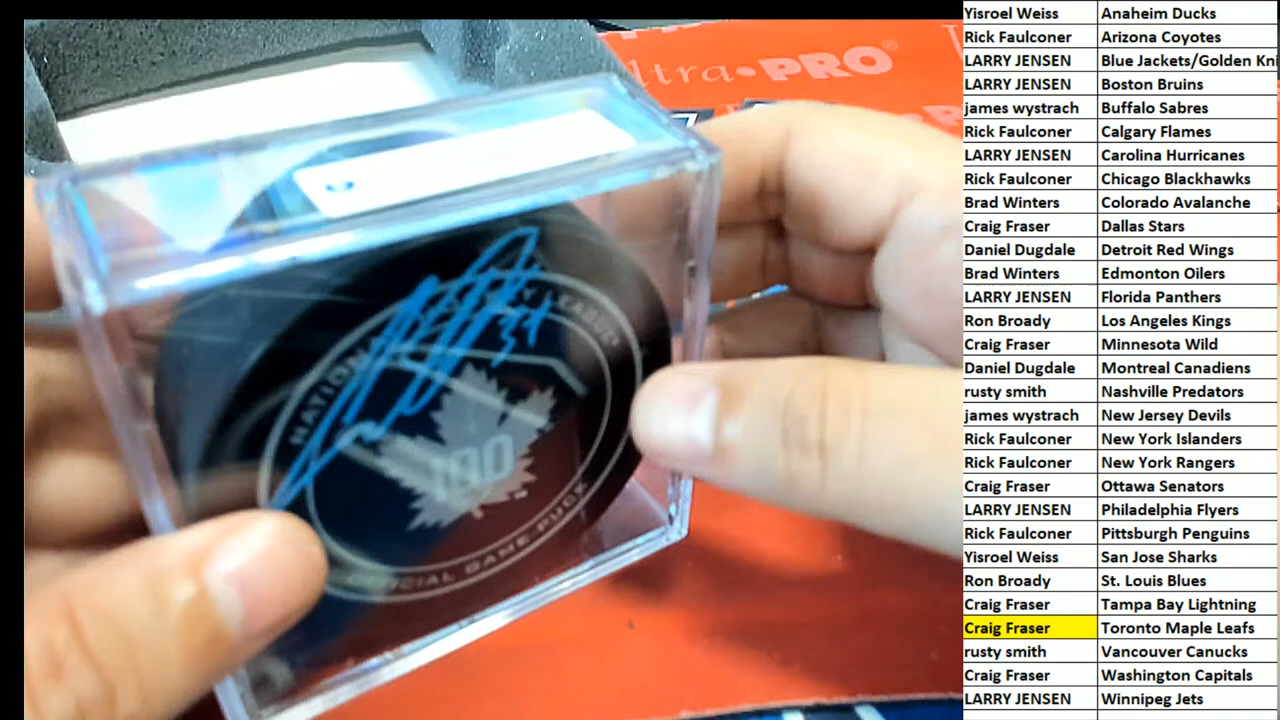 ltra•PRO®
NATIONAL HOCKEY LEAGUE
100
34
OFFICIAL GAME PUCK
Yisroel Weiss Anaheim Ducks
Rick Faulconer Arizona Coyotes
LARRY JENSEN Blue Jackets/Golden Kni
LARRY JENSEN Boston Bruins
james wystrach Buffalo Sabres
Rick Faulconer Calgary Flames
LARRY JENSEN Carolina Hurricanes
Rick Faulconer Chicago Blackhawks
Brad Winters Colorado Avalanche
Craig Fraser Dallas Stars
Daniel Dugdale Detroit Red Wings
Brad Winters Edmonton Oilers
LARRY JENSEN Florida Panthers
Ron Broady Los Angeles Kings
Craig Fraser Minnesota Wild
Daniel Dugdale Montreal Canadiens
rusty smith Nashville Predators
james wystrach New Jersey Devils
Rick Faulconer New York Islanders
Rick Faulconer New York Rangers
Craig Fraser Ottawa Senators
LARRY JENSEN Philadelphia Flyers
Rick Faulconer Pittsburgh Penguins
Yisroel Weiss San Jose Sharks
Ron Broady St. Louis Blues
Craig Fraser Tampa Bay Lightning
Craig Fraser Toronto Maple Leafs
rusty smith Vancouver Canucks
Craig Fraser Washington Capitals
LARRY JENSEN Winnipeg Jets